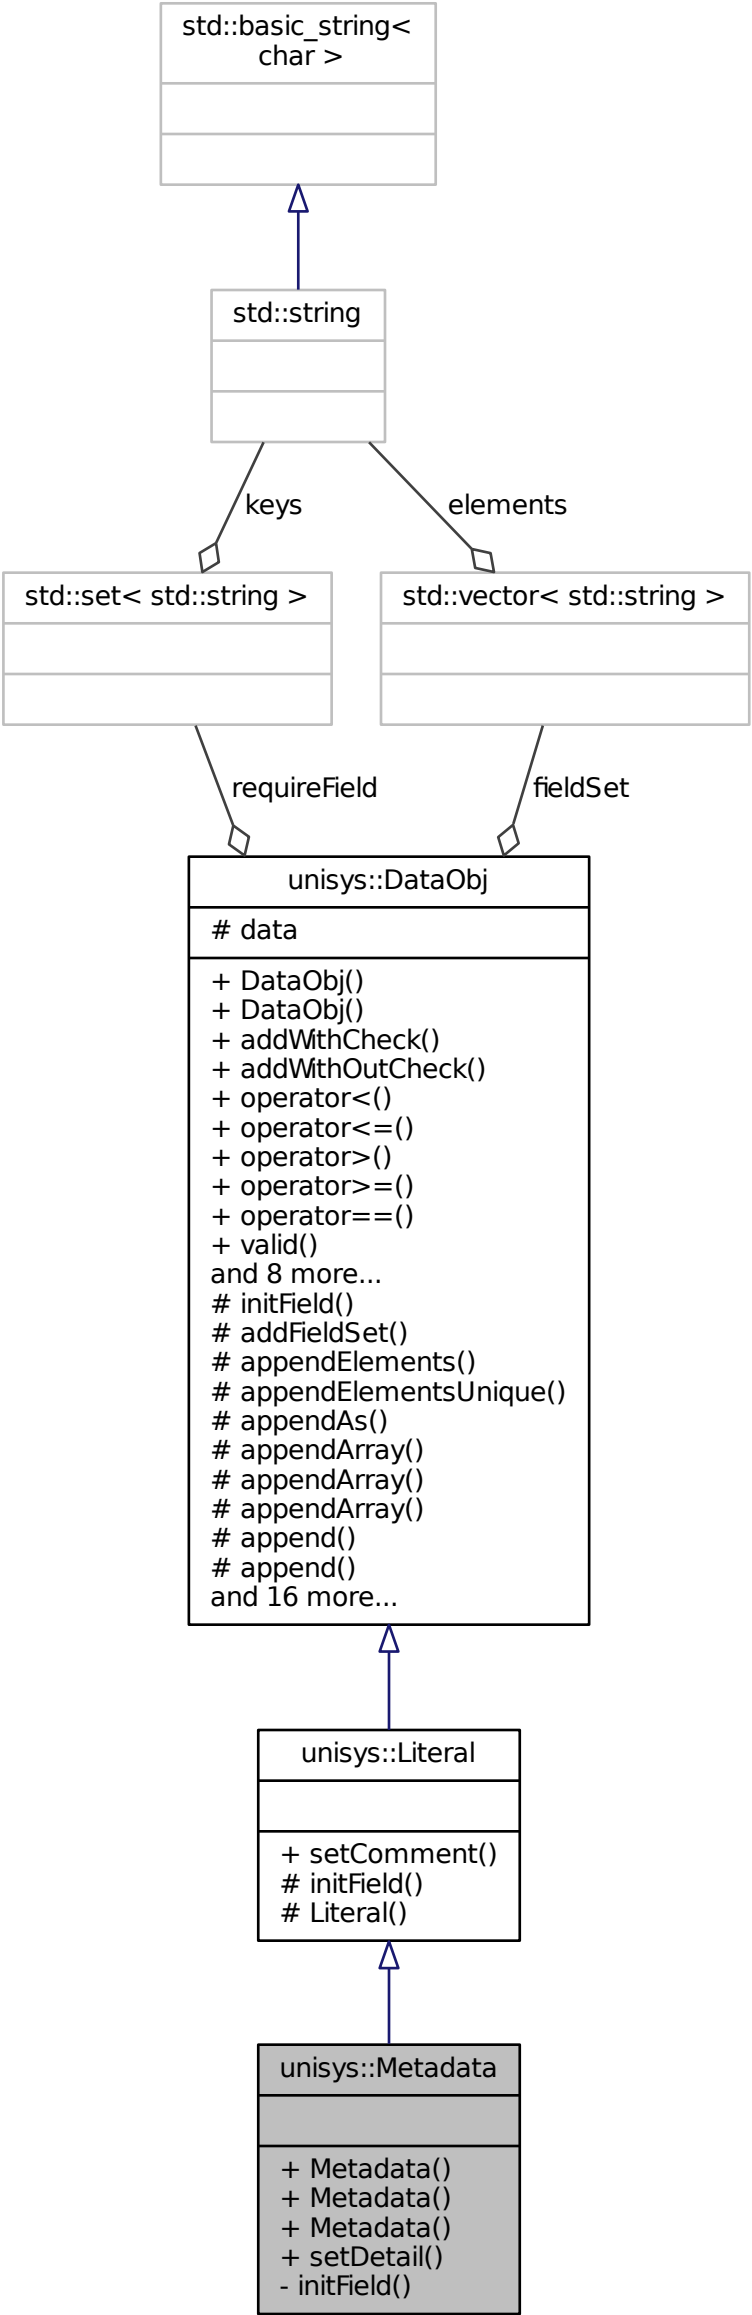 std::basic_string<
char >
std::string
keys
elements
std::set< std::string >
std::vector< std::string >
requireField
fieldSet
unisys::DataObj
# data
+ DataObj()
+ DataObj()
+ addWithCheck()
+ addWithOutCheck()
+ operator<()
+ operator<=()
+ operator>()
+ operator>=()
+ operator==()
+ valid()
and 8 more...
# initField()
# addFieldSet()
# appendElements()
# appendElementsUnique()
# appendAs()
# appendArray()
# appendArray()
# appendArray()
# append()
# append()
and 16 more...
unisys::Literal
+ setComment()
# initField()
# Literal()
unisys::Metadata
+ Metadata()
+ Metadata()
+ Metadata()
+ setDetail()
- initField()